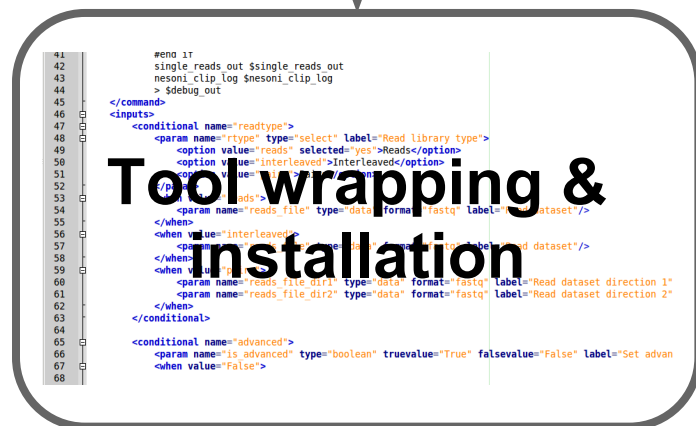 41 #end if
42 single_reads_out $single_reads_out
43 nesoni_clip_log $nesoni_clip_log
44 > $debug_out
45 </command>
46 <inputs>
47 <conditional name="readtype">
48 <param name="rtype" type="select" label="Read library type">
49 <option value="reads" selected="yes">Reads</option>
50 <option value="interleaved">Interleaved</option>
51
52
Tool wrapping &
53
54 <param name="reads_file" type="data" format="fastq" label= dataset"/>
55 </when>
56 <when value="interleaved">
installation
57 dataset"/>
58 </when>
59 <when
60 <param name="reads_file_dir1" type="data" format="fastq" label="Read dataset direction 1"
61 <param name="reads_file_dir2" type="data" format="fastq" label="Read dataset direction 2"
62 </when>
63 </conditional>
64
65 <conditional name="advanced">
66 <param name="is_advanced" type="boolean" truevalue="True" falsevalue="False" label="Set advan
67 <when value="False">
68